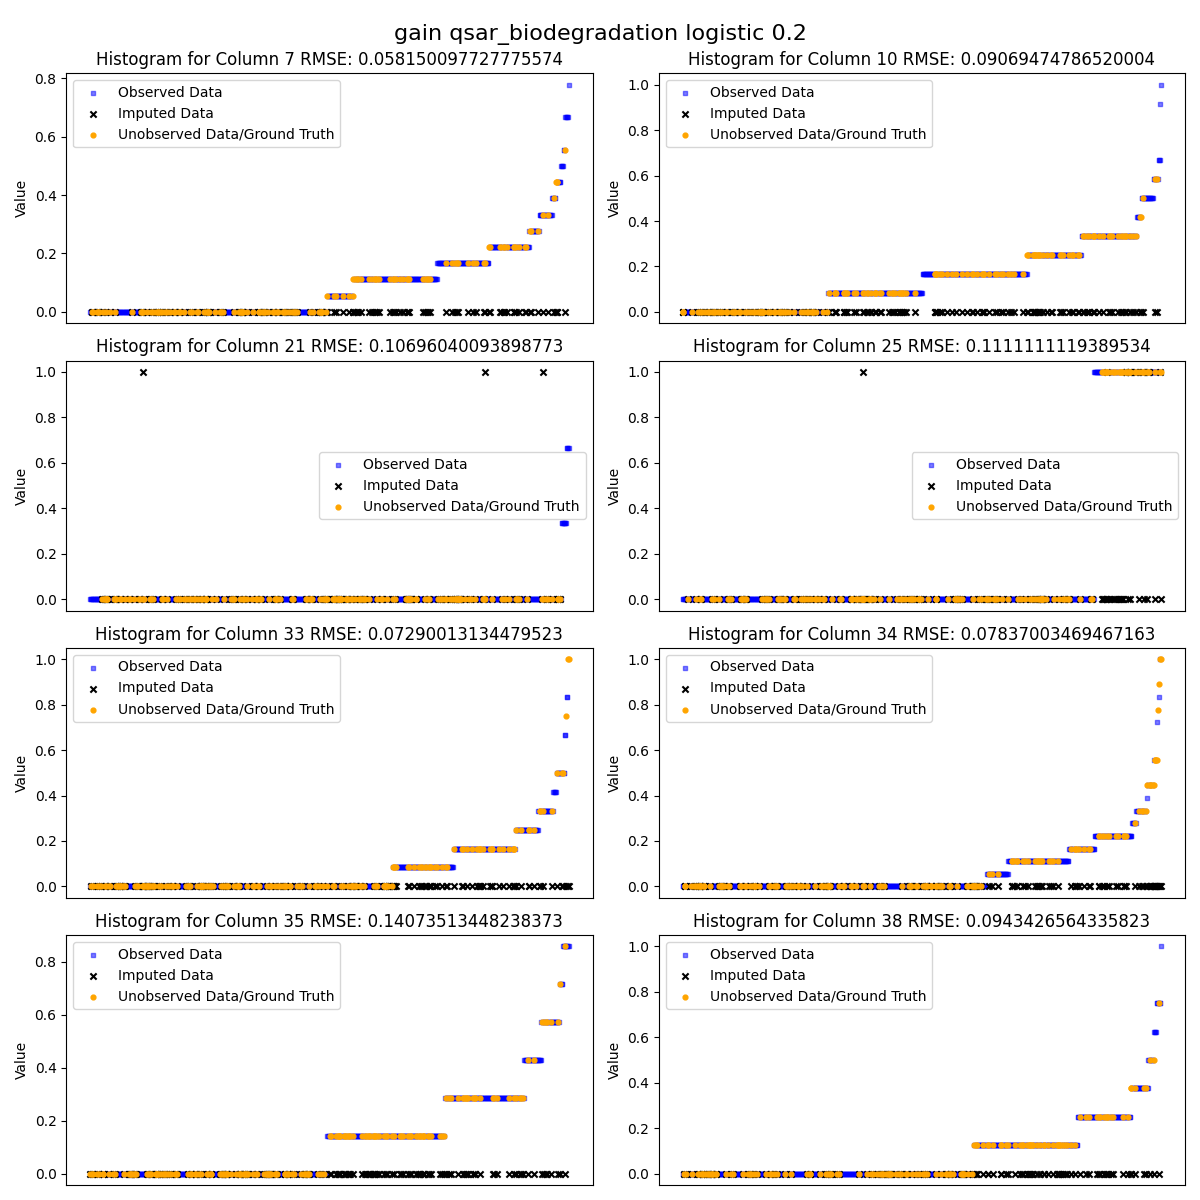 gain qsar_biodegradation logistic 0.2
Histogram for Column 7 RMSE: 0.058150097727775574
Value
0.8
0.6
0.4
0.2
0.0
Observed Data
Imputed Data
Unobserved Data/Ground Truth
Histogram for Column 10 RMSE: 0.09069474786520004
Value
1.0
0.8
0.6
0.4
0.2
0.0
Observed Data
Imputed Data
Unobserved Data/Ground Truth
Histogram for Column 21 RMSE: 0.10696040093898773
Value
1.0
0.8
0.6
0.4
0.2
0.0
Observed Data
Imputed Data
Unobserved Data/Ground Truth
Histogram for Column 25 RMSE: 0.1111111119389534
Value
1.0
0.8
0.6
0.4
0.2
0.0
Observed Data
Imputed Data
Unobserved Data/Ground Truth
Histogram for Column 33 RMSE: 0.07290013134479523
Value
1.0
0.8
0.6
0.4
0.2
0.0
Observed Data
Imputed Data
Unobserved Data/Ground Truth
Histogram for Column 34 RMSE: 0.07837003469467163
Value
1.0
0.8
0.6
0.4
0.2
0.0
Observed Data
Imputed Data
Unobserved Data/Ground Truth
Histogram for Column 35 RMSE: 0.14073513448238373
Value
0.8
0.6
0.4
0.2
0.0
Observed Data
Imputed Data
Unobserved Data/Ground Truth
Histogram for Column 38 RMSE: 0.0943426564335823
Value
1.0
0.8
0.6
0.4
0.2
0.0
Observed Data
Imputed Data
Unobserved Data/Ground Truth